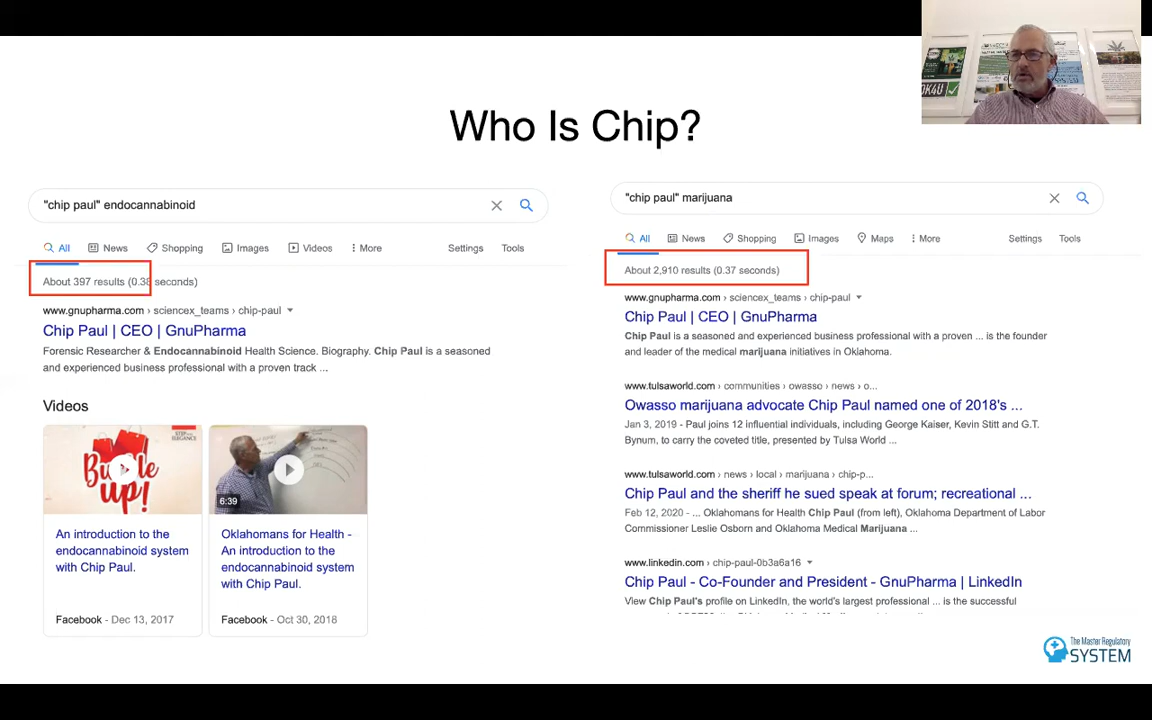 Who Is Chip?
"chip paul" endocannabinoid
All News Shopping Images Videos More Settings Tools
About 397 results (0.38 seconds)
www.gnupharma.com › sciencex_teams › chip-paul
Chip Paul | CEO | GnuPharma
Forensic Researcher & Endocannabinoid Health Science. Biography. Chip Paul is a seasoned
and experienced business professional with a proven track ...
Videos
Bundle
up!
6:39
An introduction to the
endocannabinoid system
with Chip Paul.
Facebook - Dec 13, 2017
Oklahomans for Health -
An introduction to the
endocannabinoid system
with Chip Paul.
Facebook - Oct 30, 2018
"chip paul" marijuana
All News Shopping Images Maps More Settings Tools
About 2,910 results (0.37 seconds)
www.gnupharma.com › sciencex_teams › chip-paul
Chip Paul | CEO | GnuPharma
Chip Paul is a seasoned and experienced business professional with a proven ... is the founder
and leader of the medical marijuana initiatives in Oklahoma.
www.tulsaworld.com › communities › owasso › news › o...
Owasso marijuana advocate Chip Paul named one of 2018's ...
Jan 3, 2019 - Paul joins 12 influential individuals, including George Kaiser, Kevin Stitt and G.T.
Bynum, to carry the coveted title, presented by Tulsa World ...
www.tulsaworld.com › news › local › marijuana › chip-p...
Chip Paul and the sheriff he sued speak at forum; recreational ...
Feb 12, 2020 - ... Oklahomans for Health Chip Paul (from left), Oklahoma Department of Labor
Commissioner Leslie Osborn and Oklahoma Medical Marijuana ...
www.linkedin.com › chip-paul-0b3a6a16
Chip Paul - Co-Founder and President - GnuPharma | LinkedIn
View Chip Paul's profile on LinkedIn, the world's largest professional ... is the successful
The Master Regulatory
SYSTEM